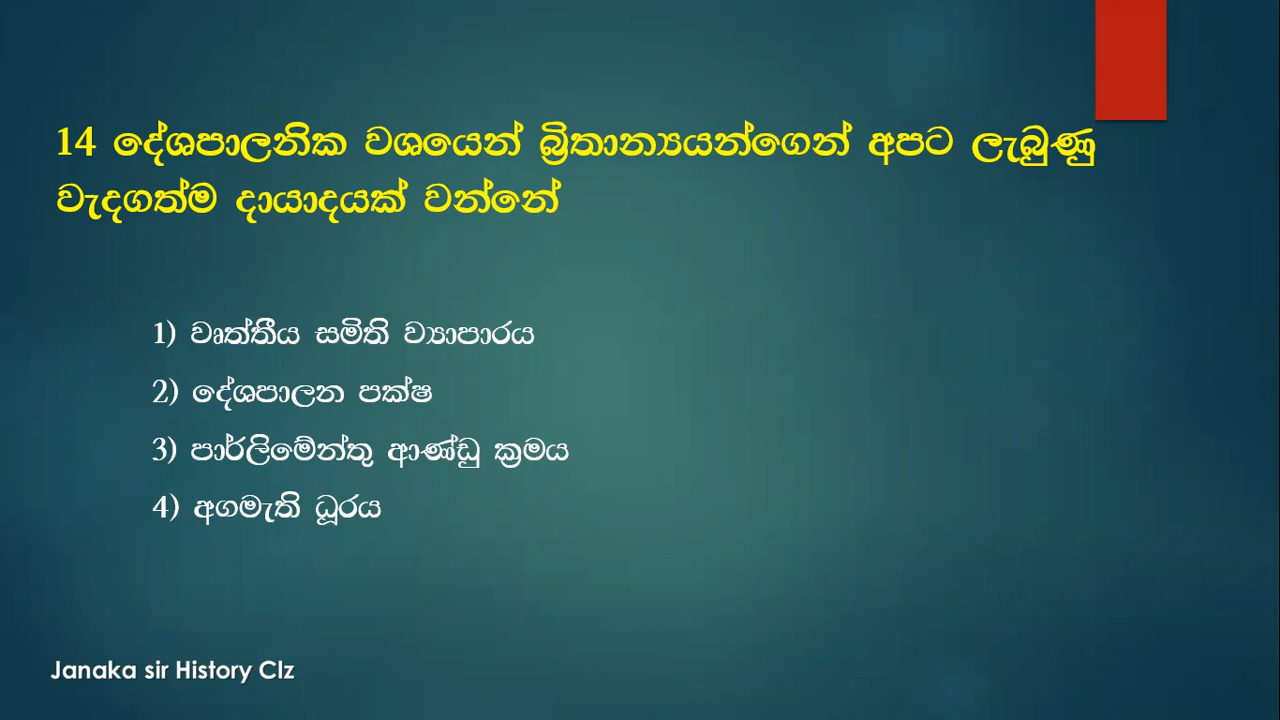 14 දේශපාලනික වශයෙන් බ්‍රිතාන්‍යයන්ගෙන් අපට ලැබුණු
වැදගත්ම දායාදයක් වන්නේ
1) වෘත්තීය සමිති ව්‍යාපාරය
2) දේශපාලන පක්ෂ
3) පාර්ලිමේන්තු ආණ්ඩු ක්‍රමය
4) අගමැති ධූරය
Janaka sir History Clz